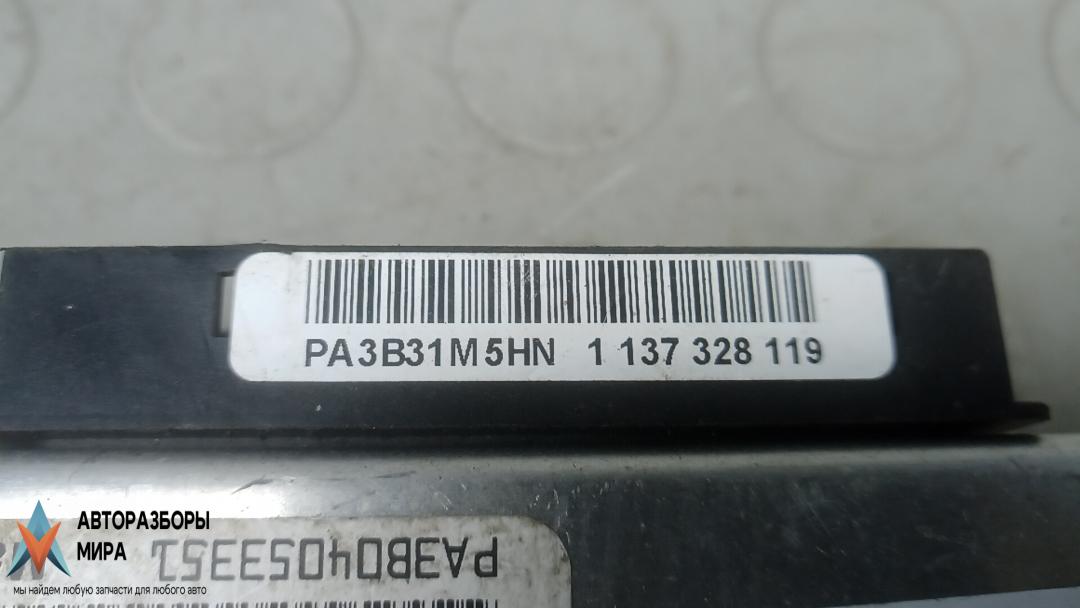 PA3B31M5HN 1 137 328 119
PA3B04053351
АВТОРАЗБОРЫ
МИРА
мы найдем любую запчасти для любого авто